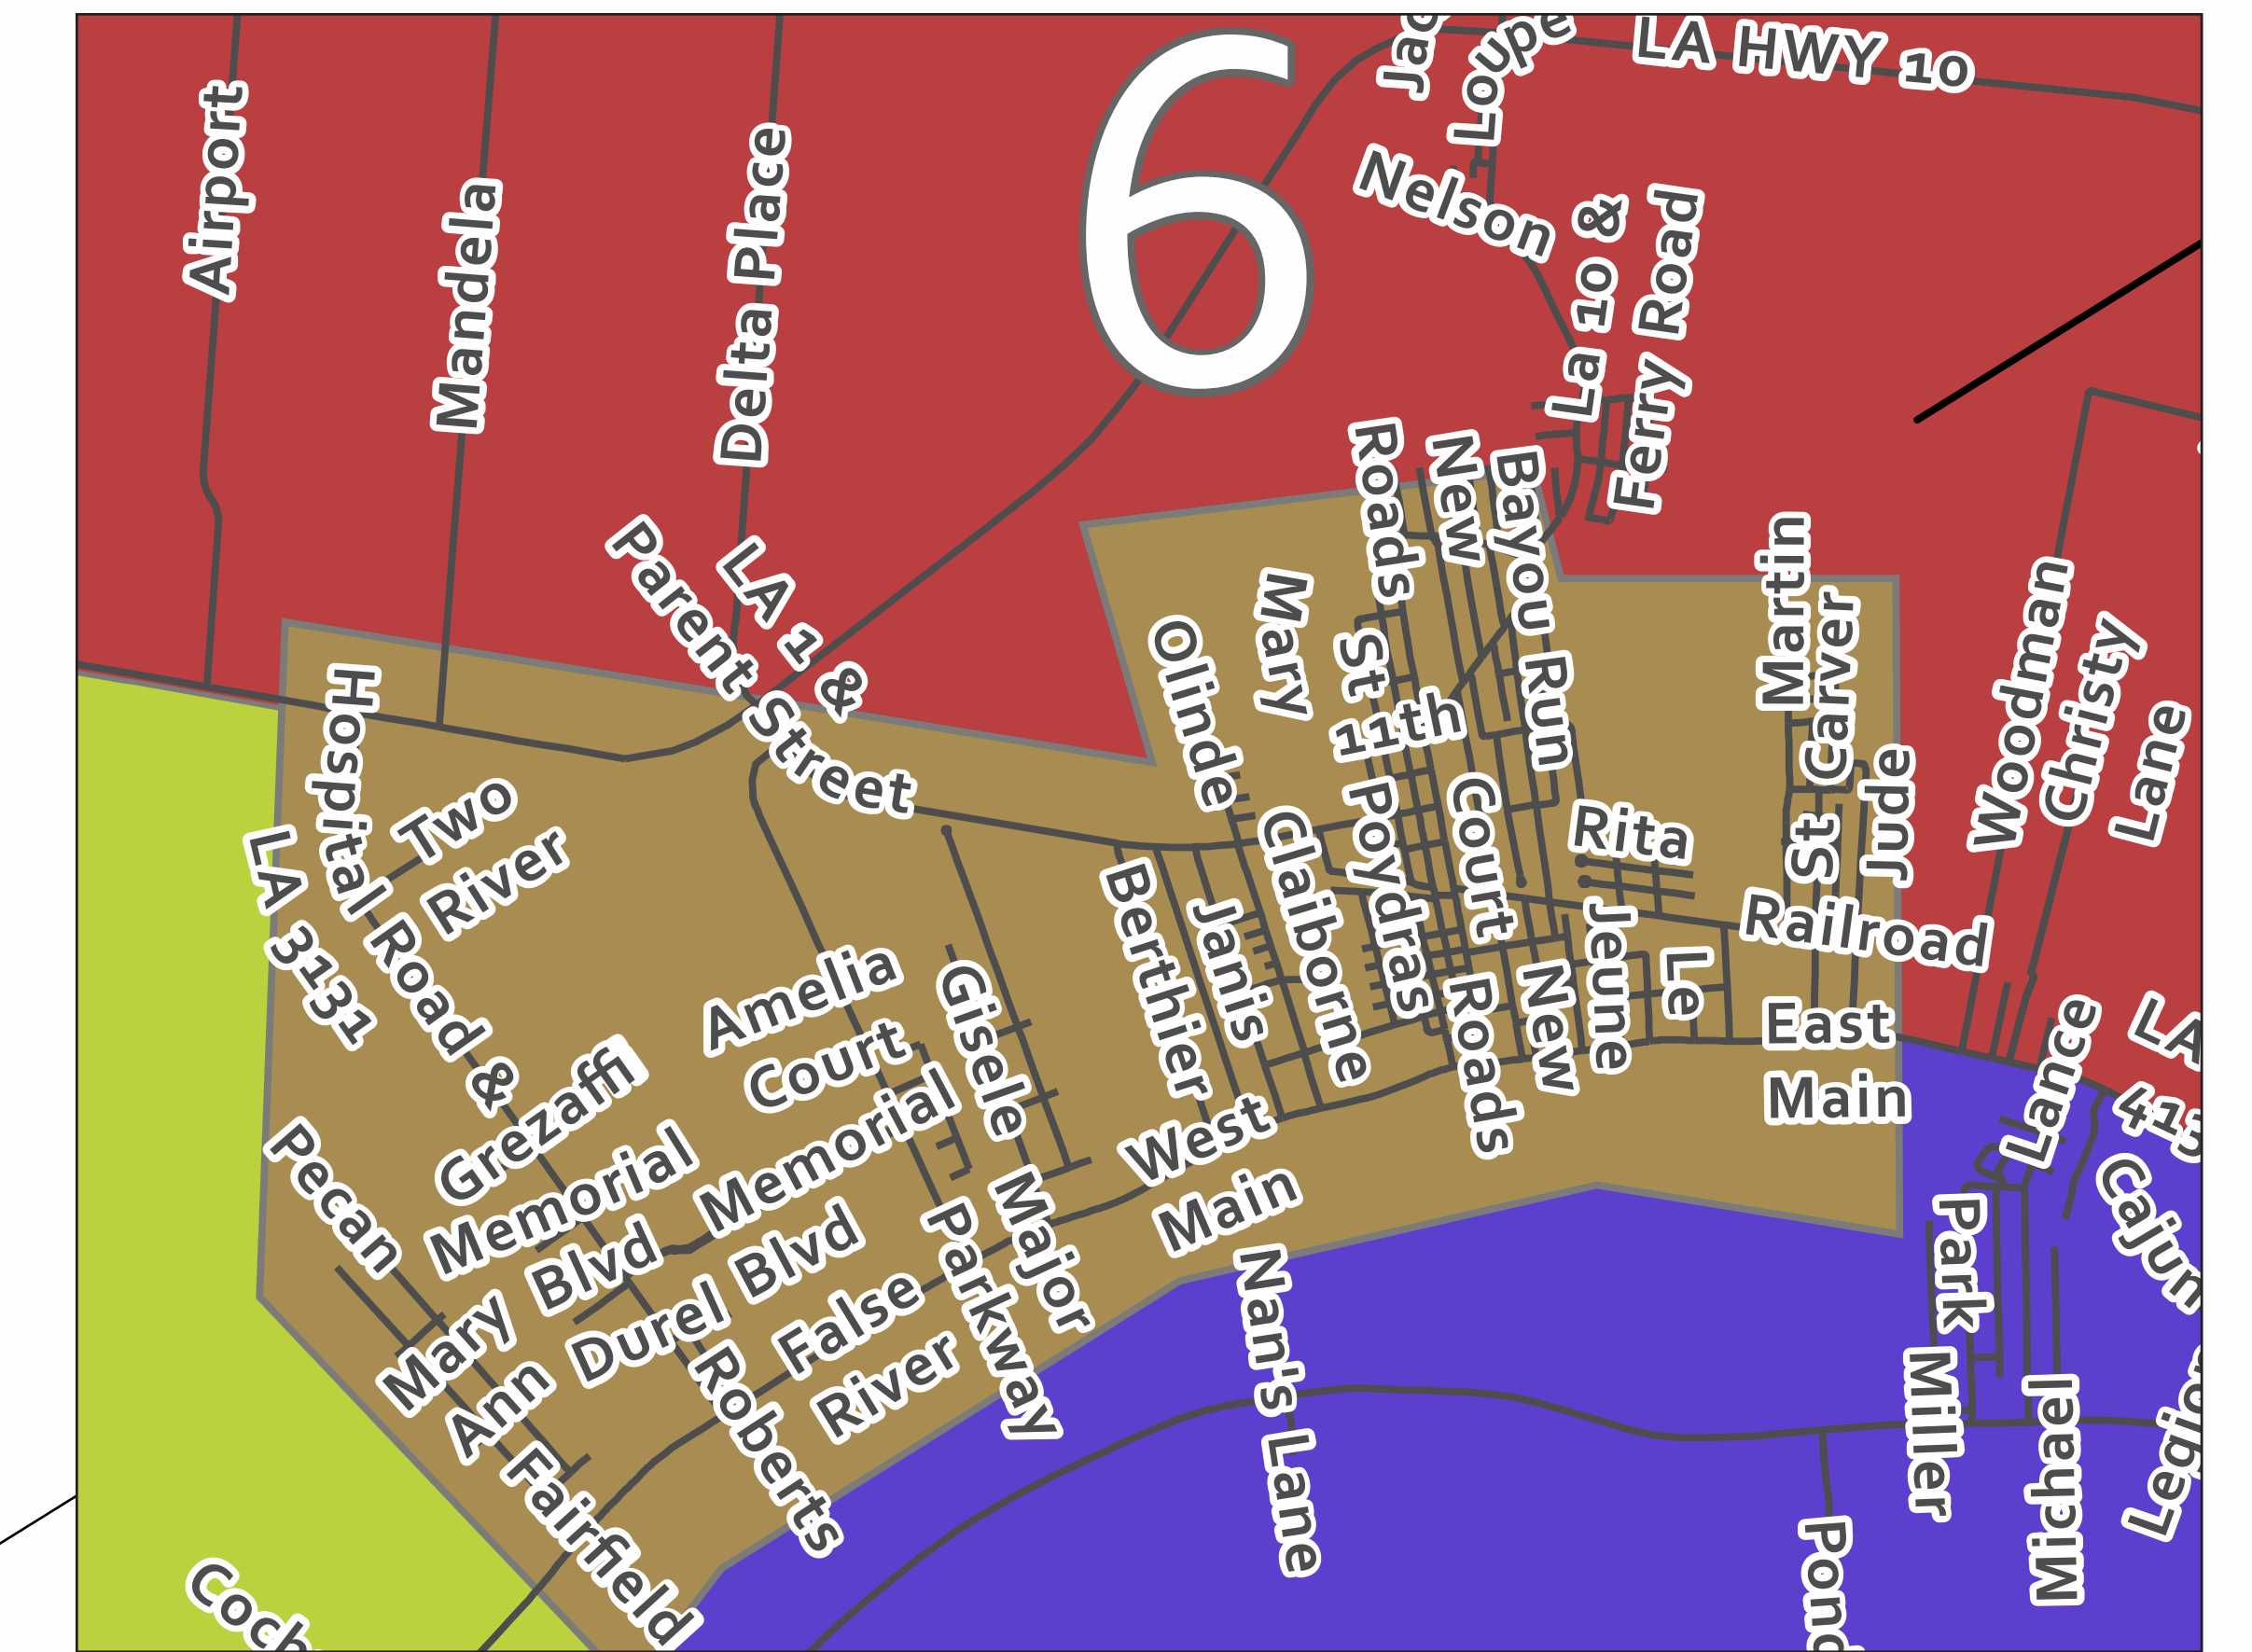 LA HWY 10
Airport
Mandela
Delta Place
6
Nelson
La 10 &
Ferry Road
Parent Street
LA 1 &
Olinde
Mary
Roads
New
Bayou Run
St
11th
Poydras
Court
Claiborne
Rita
Martin
Carver
St
Jude
Woodman
Christy
Lane
Railroad
Hospital Road &
LA 3131
Two
River
Amelia
Court
Gisele
Berthier
Janis
Jeune
Le
New
Roads
East
Main
Lance
LA
415
Grezaffi
Memorial
Blvd
Memorial
Blvd
Durel
Pecan
Mary
Ann
Fairfield
Roberts
False
River
Parkway
Major
West
Main
Nan's Lane
Park
Miller
Michael
Cajun